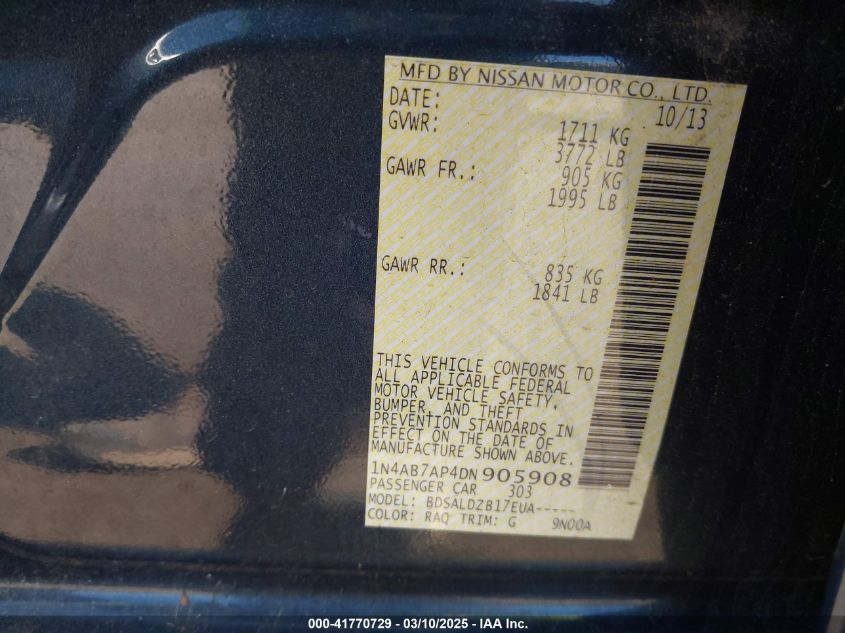 MFD BY NISSAN MOTOR CO., LTD.
DATE: 10/13
GVWR: 1711 KG
3772 LB
GAWR FR.: 905 KG
1995 LB
GAWR RR.: 835 KG
1841 LB
THIS VEHICLE CONFORMS TO
ALL APPLICABLE FEDERAL
MOTOR VEHICLE SAFETY,
BUMPER, AND THEFT
PREVENTION STANDARDS IN
EFFECT ON THE DATE OF
MANUFACTURE SHOWN ABOVE.
1N4AB7AP4DN905908
PASSENGER CAR 303
MODEL: BDSALDZB17EUA-----
COLOR: RAQ TRIM: G 9N00A
000-41770729 - 03/10/2025 - IAA Inc.